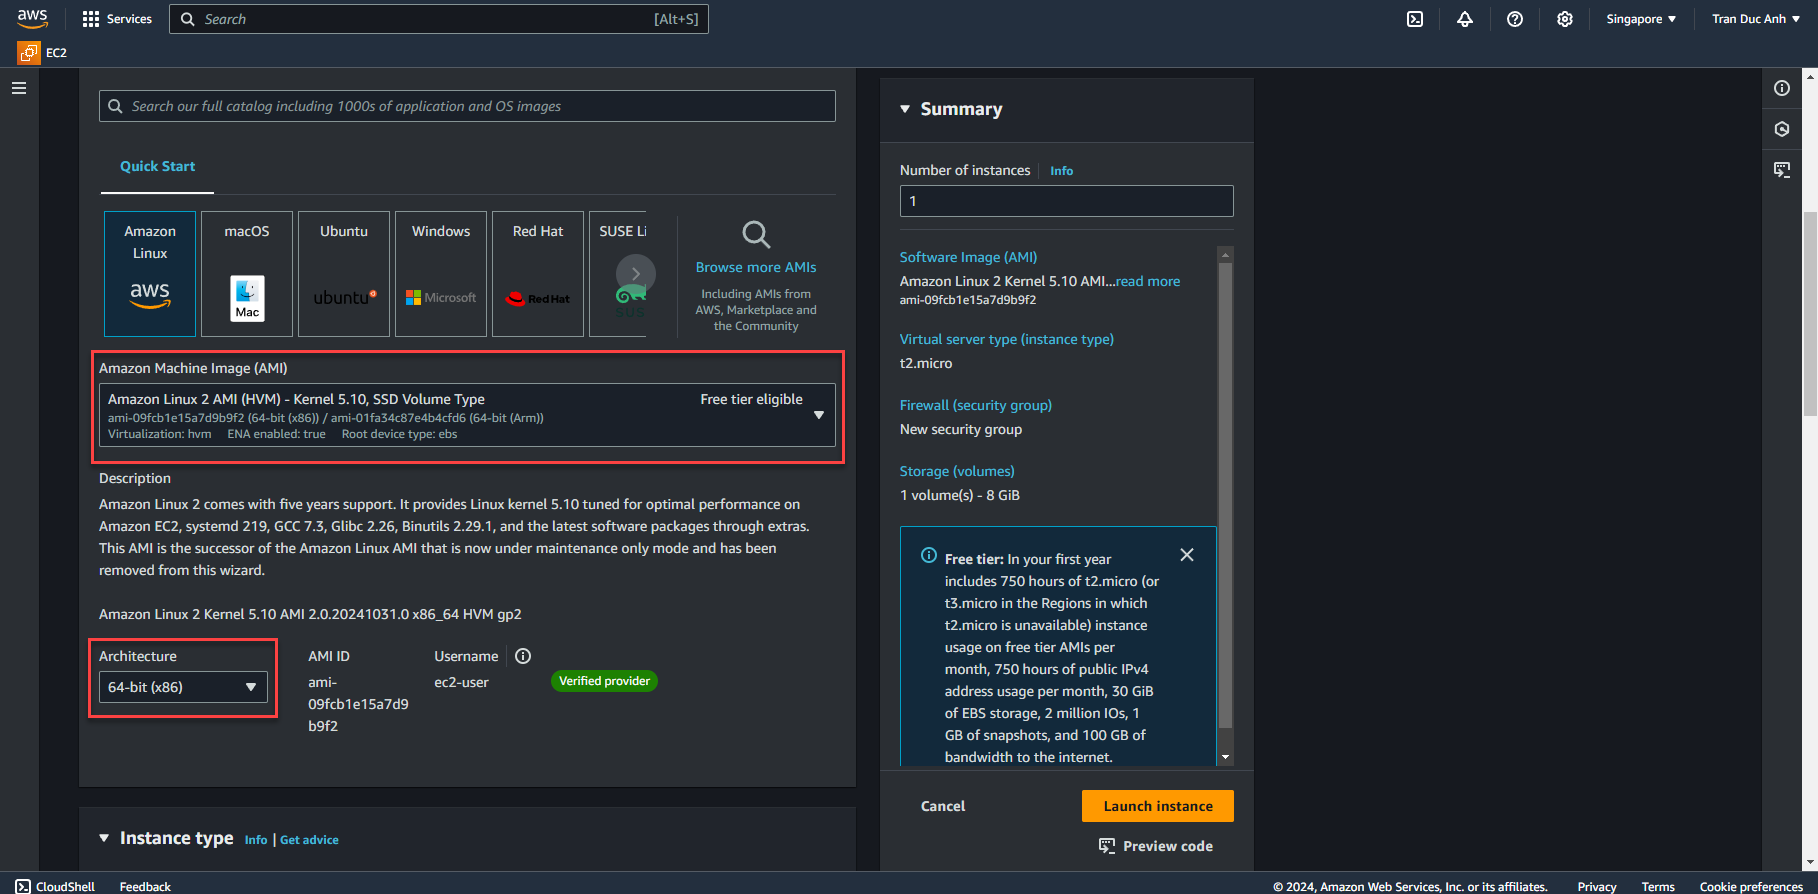 aws
Services
Search
[Alt+S]
Singapore
Tran Duc Anh
EC2
Search our full catalog including 1000s of application and OS images
Quick Start
Amazon
Linux
aws
macOS
Mac
Ubuntu
ubuntu
Windows
Microsoft
Red Hat
Red Hat
SUSE Li
SUS
Browse more AMIs
Including AMIs from
AWS, Marketplace and
the Community
Amazon Machine Image (AMI)
Amazon Linux 2 AMI (HVM) - Kernel 5.10, SSD Volume Type
Free tier eligible
ami-09fcb1e15a7d9b9f2 (64-bit (x86)) / ami-01fa34c87e4b4cfd6 (64-bit (Arm))
Virtualization: hvm ENA enabled: true Root device type: ebs
Description
Amazon Linux 2 comes with five years support. It provides Linux kernel 5.10 tuned for optimal performance on
Amazon EC2, systemd 219, GCC 7.3, Glibc 2.26, Binutils 2.29.1, and the latest software packages through extras.
This AMI is the successor of the Amazon Linux AMI that is now under maintenance only mode and has been
removed from this wizard.
Amazon Linux 2 Kernel 5.10 AMI 2.0.20241031.0 x86_64 HVM gp2
Architecture
64-bit (x86)
AMI ID
ami-
09fcb1e15a7d9
b9f2
Username
ec2-user
Verified provider
Instance type Info | Get advice
Summary
Number of instances Info
1
Software Image (AMI)
Amazon Linux 2 Kernel 5.10 AMI...read more
ami-09fcb1e15a7d9b9f2
Virtual server type (instance type)
t2.micro
Firewall (security group)
New security group
Storage (volumes)
1 volume(s) - 8 GiB
Free tier: In your first year
includes 750 hours of t2.micro (or
t3.micro in the Regions in which
t2.micro is unavailable) instance
usage on free tier AMIs per
month, 750 hours of public IPv4
address usage per month, 30 GiB
of EBS storage, 2 million IOs, 1
GB of snapshots, and 100 GB of
bandwidth to the internet.
Cancel
Launch instance
Preview code
CloudShell
Feedback
© 2024, Amazon Web Services, Inc. or its affiliates.
Privacy
Terms
Cookie preferences